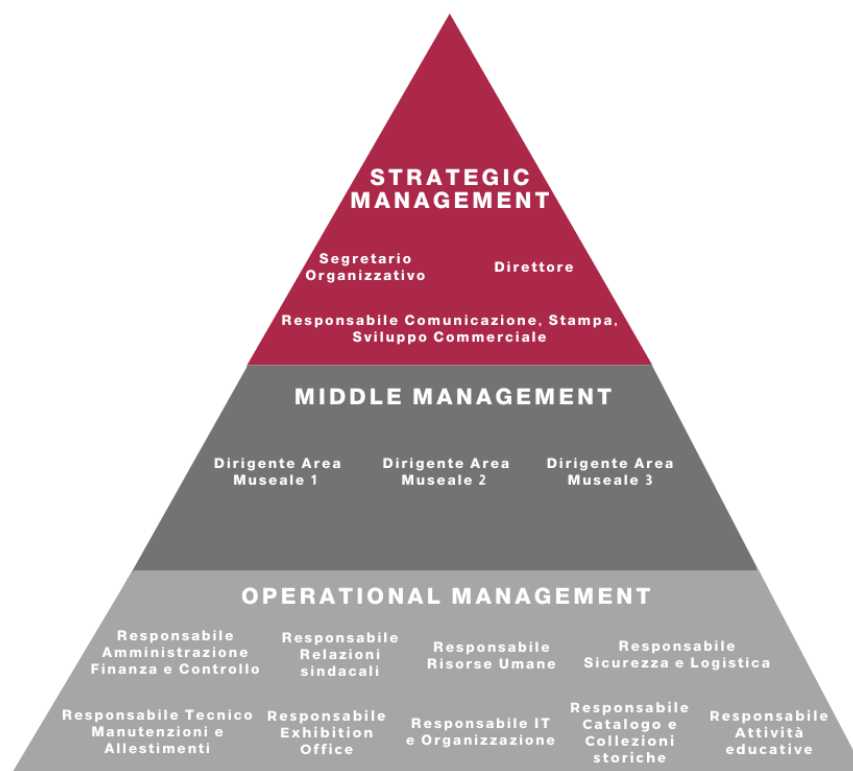 STRATEGIC
MANAGEMENT
Segretario
Organizzativo
Direttore
Responsabile Comunicazione, Stampa,
Sviluppo Commerciale
MIDDLE MANAGEMENT
Dirigente Area
Museale 1
Dirigente Area
Museale 2
Dirigente Area
Museale 3
OPERATIONAL MANAGEMENT
Responsabile
Amministrazione
Finanza e Controllo
Responsabile
Relazioni
sindacali
Responsabile
Risorse Umane
Responsabile
Sicurezza e Logistica
Responsabile Tecnico
Manutenzioni e
Allestimenti
Responsabile
Exhibition
Office
Responsabile IT
e Organizzazione
Responsabile
Catalogo e
Collezioni
storiche
Responsabile
Attività
educative